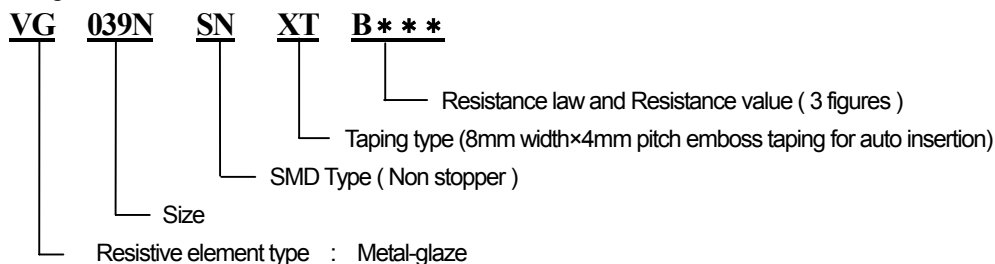 VG 039N SN XT B＊＊＊
Resistance law and Resistance value ( 3 figures )
Taping type (8mm width×4mm pitch emboss taping for auto insertion)
SMD Type ( Non stopper )
Size
Resistive element type : Metal-glaze